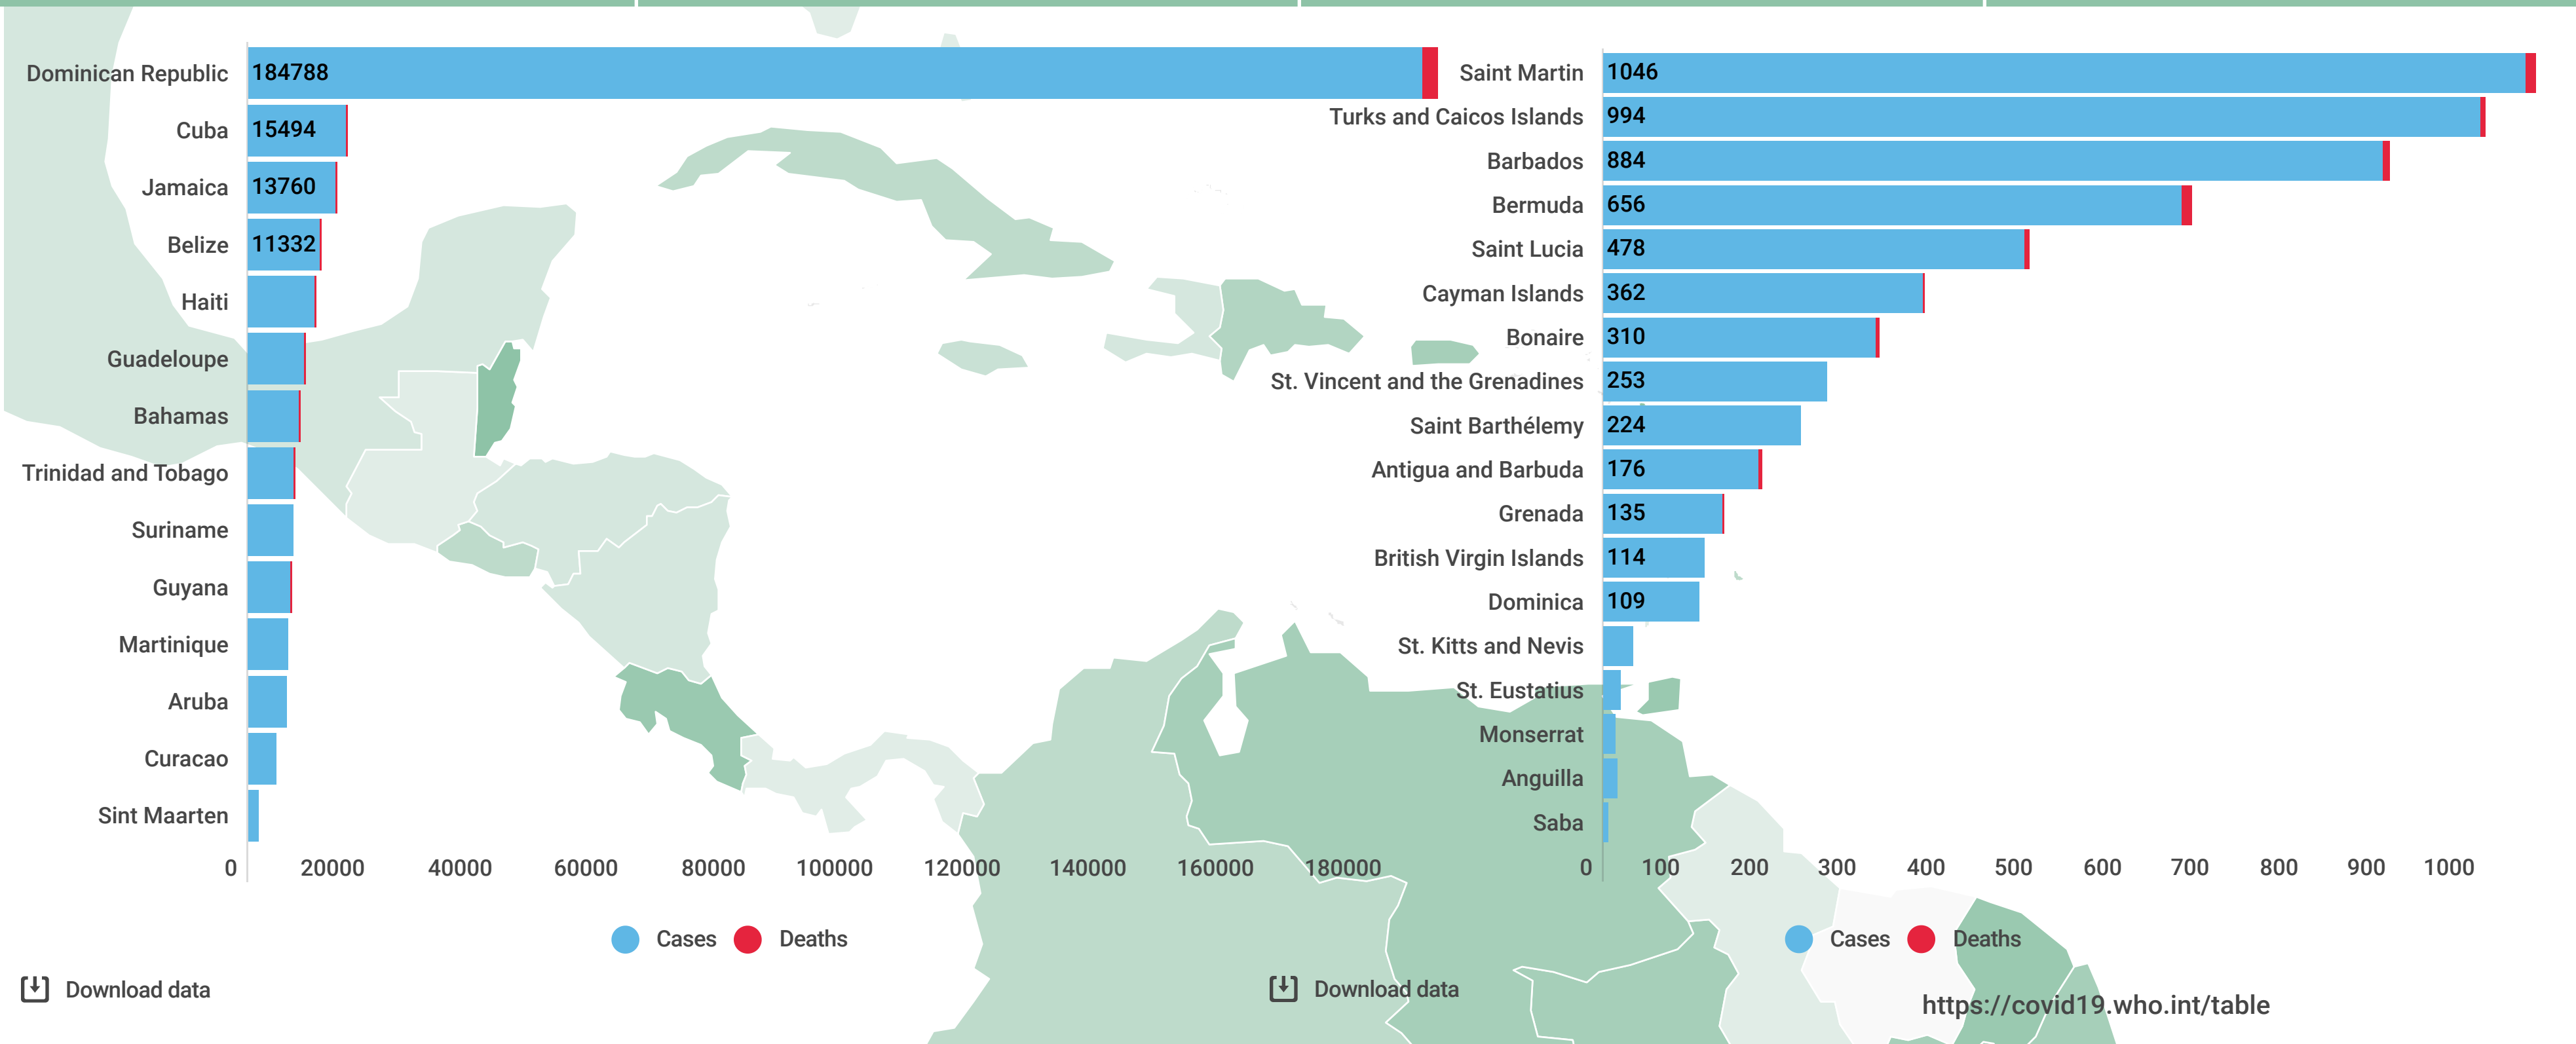 Dominican Republic 184788
Cuba 15494
Jamaica 13760
Belize 11332
Haiti
Guadeloupe
Bahamas
Trinidad and Tobago
Suriname
Guyana
Martinique
Aruba
Curacao
Sint Maarten
0 20000 40000 60000 80000 100000 120000 140000 160000 180000
Cases Deaths
Download data
Saint Martin 1046
Turks and Caicos Islands 994
Barbados 884
Bermuda 656
Saint Lucia 478
Cayman Islands 362
Bonaire 310
St. Vincent and the Grenadines 253
Saint Barthélemy 224
Antigua and Barbuda 176
Grenada 135
British Virgin Islands 114
Dominica 109
St. Kitts and Nevis
St. Eustatius
Monserrat
Anguilla
Saba
0 100 200 300 400 500 600 700 800 900 1000
Cases Deaths
Download data
https://covid19.who.int/table